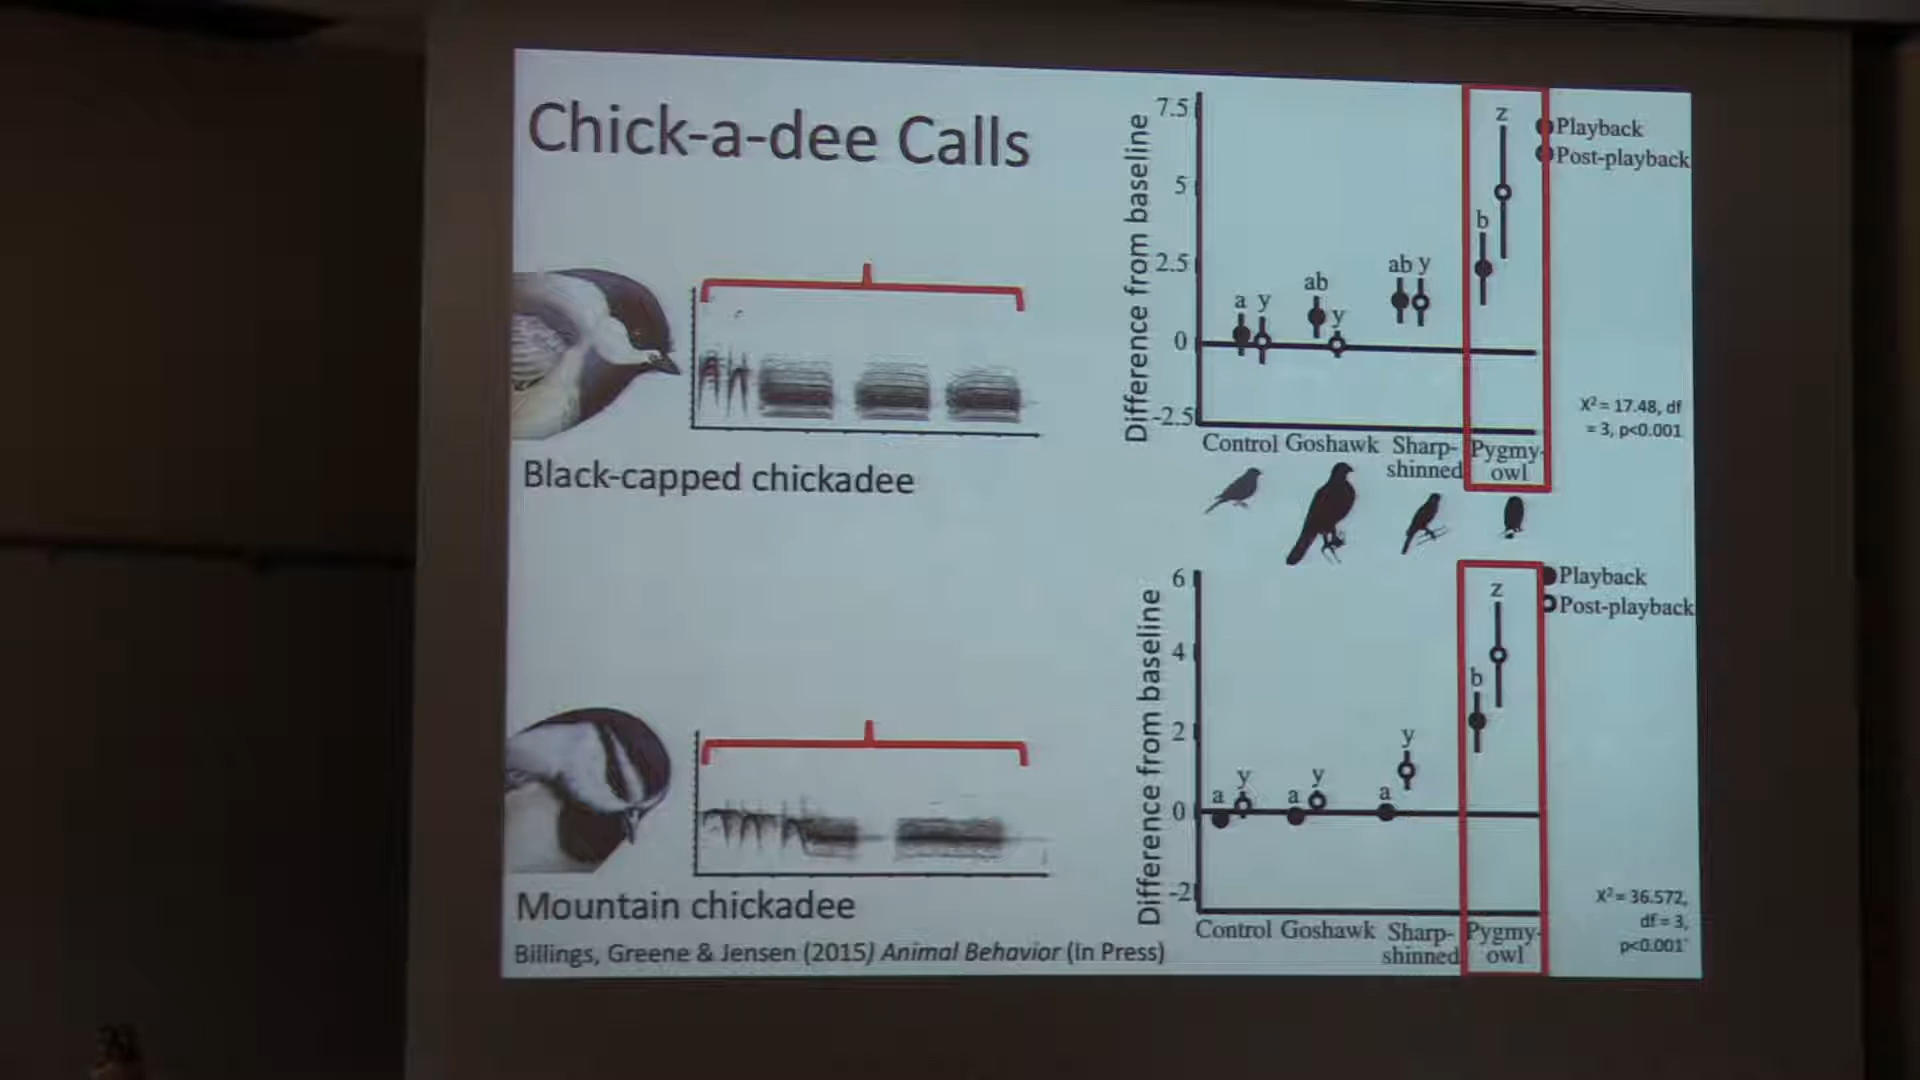 Chick-a-dee Calls
Black-capped chickadee
Difference from baseline
7.5
5
2.5
0
-2.5
a y
ab
y
ab y
b
z
Playback
Post-playback
X²= 17.48, df
= 3, p<0.001
Control Goshawk Sharp-shinned Pygmy-owl
Mountain chickadee
Difference from baseline
6
4
2
0
-2
a y
a y
a y
b
z
Playback
Post-playback
X²= 36.572,
df = 3,
p<0.001
Control Goshawk Sharp-shinned Pygmy-owl
Billings, Greene & Jensen (2015) Animal Behavior (In Press)